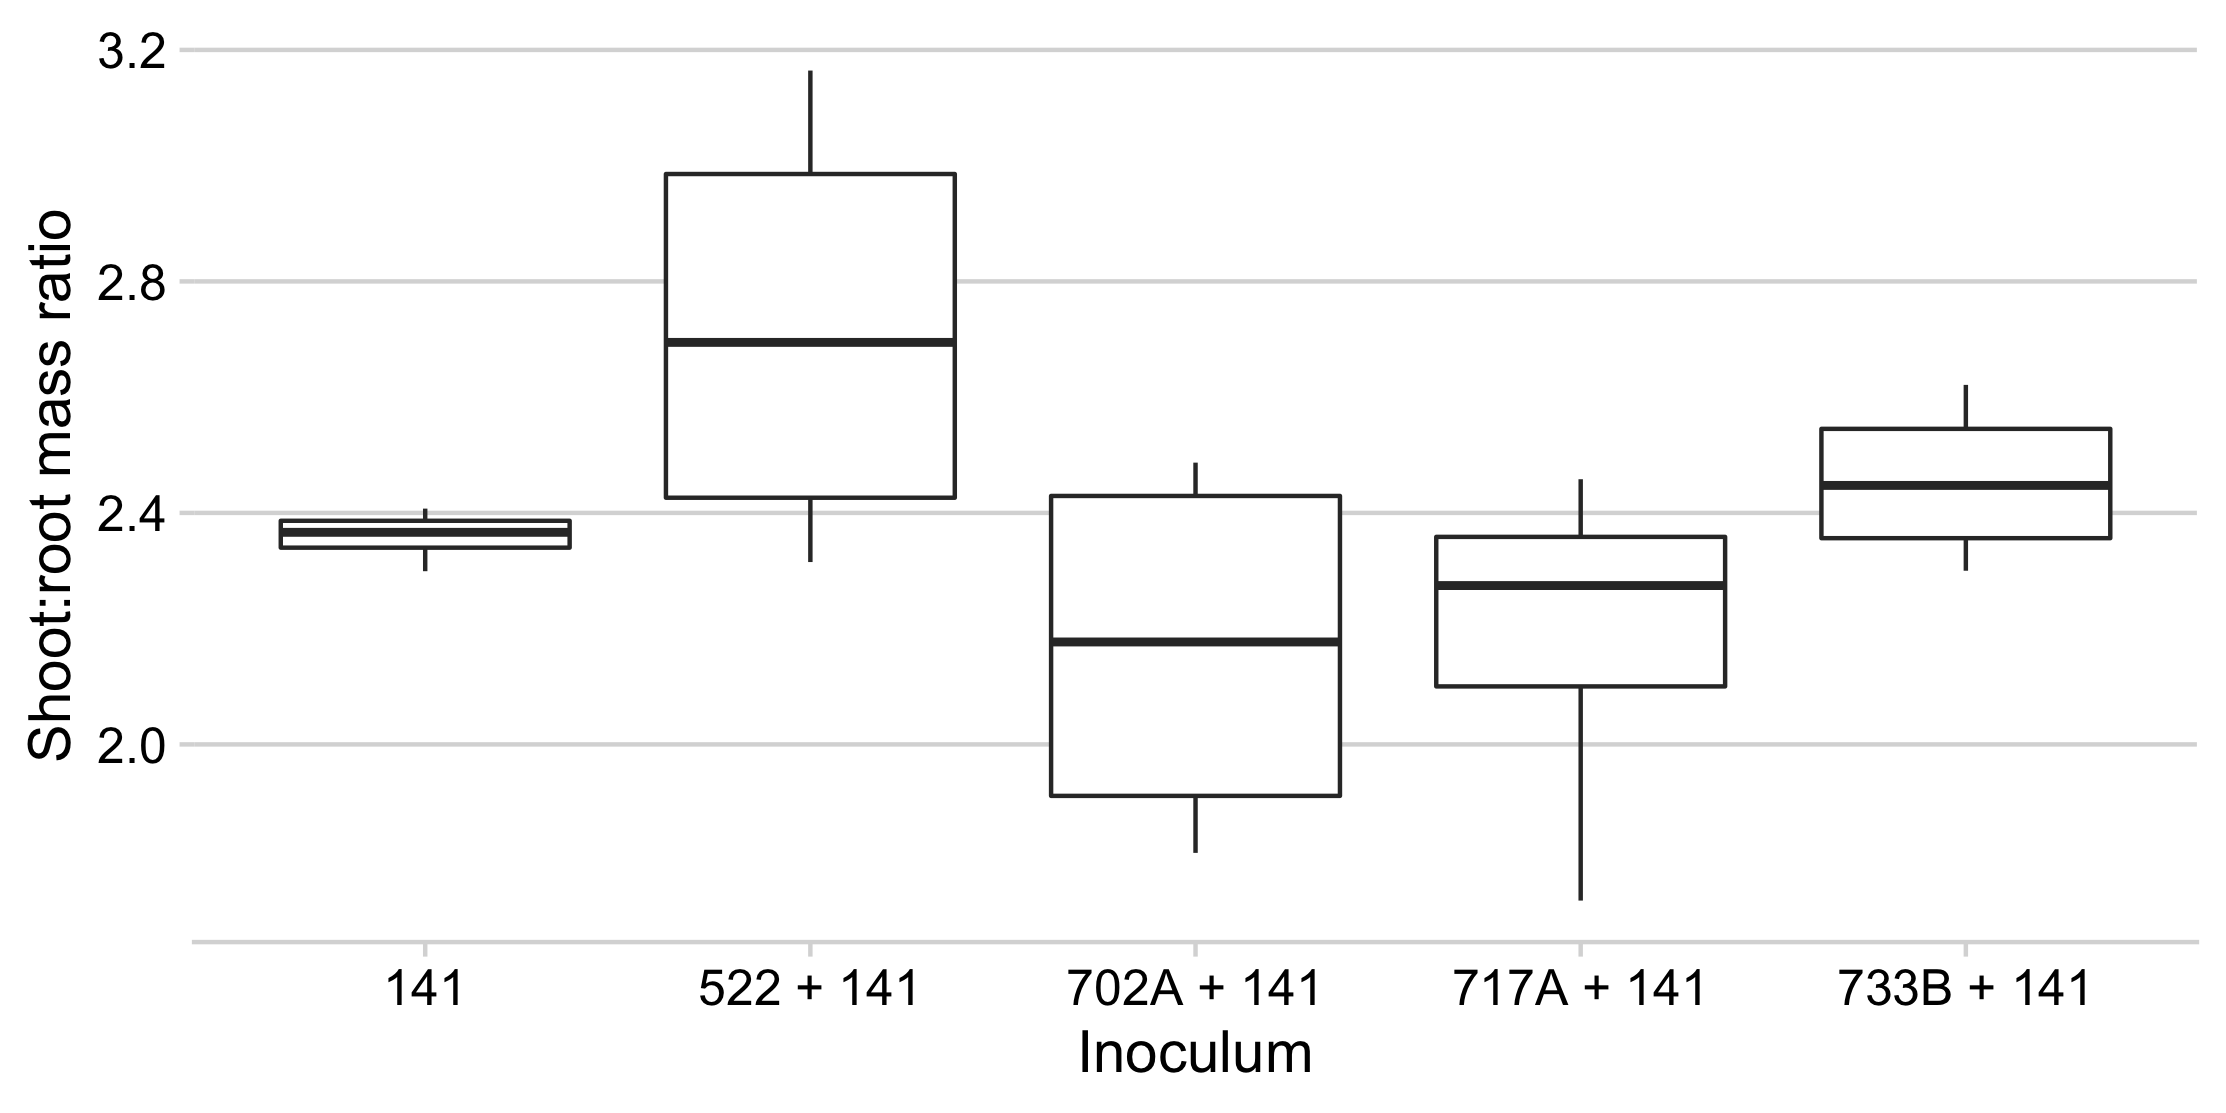 Shoot:root mass ratio
3.2
2.8
2.4
2.0
141
522 + 141
702A + 141
717A + 141
733B + 141
Inoculum